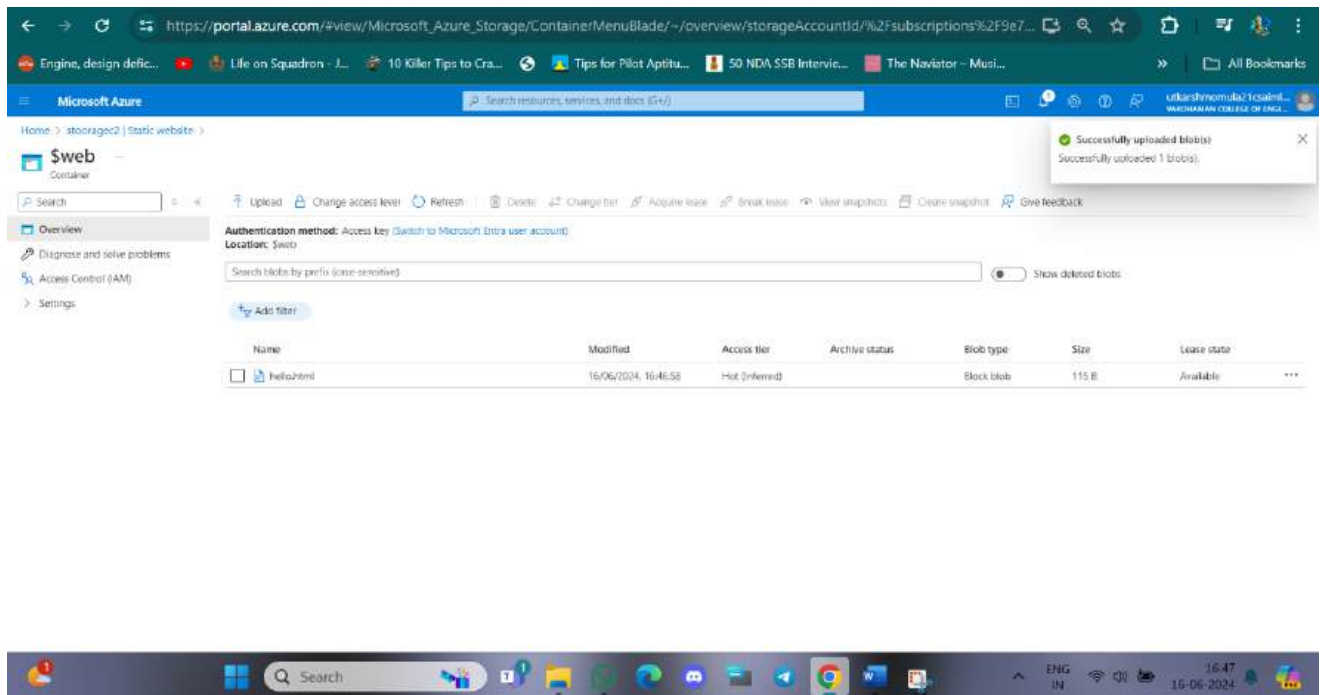 https://portal.azure.com/#view/Microsoft_Azure_Storage/ContainerMenuBlade/~/overview/storageAccountId/%2Fsubscriptions%2F9e7...
Engine, design defic... Life on Squadron - J... 10 Killer Tips to Cra... Tips for Pilot Aptitu... 50 NDA SSB Intervic... The Naviator – Musi... » All Bookmarks
Microsoft Azure Search resources, services, and docs (G+/) utkarshmomula21csaiml...
VARDHAMAN COLLEGE OF ENGI...
Home > stooragec2 | Static website >
$web ...
Container
Successfully uploaded blob(s)
Successfully uploaded 1 blob(s).
Search
Upload Change access level Refresh Delete Change tier Acquire lease Break lease View snapshots Create snapshot Give feedback
Overview
Diagnose and solve problems
Access Control (IAM)
Settings
Authentication method: Access key (Switch to Microsoft Entra user account)
Location: $web
Search blobs by prefix (case-sensitive)
Show deleted blobs
Add filter
Name Modified Access tier Archive status Blob type Size Lease state
hello.html 16/06/2024, 16:46:58 Hot (Inferred) Block blob 115 B Available ...
Search
ENG
IN
16:47
16-06-2024